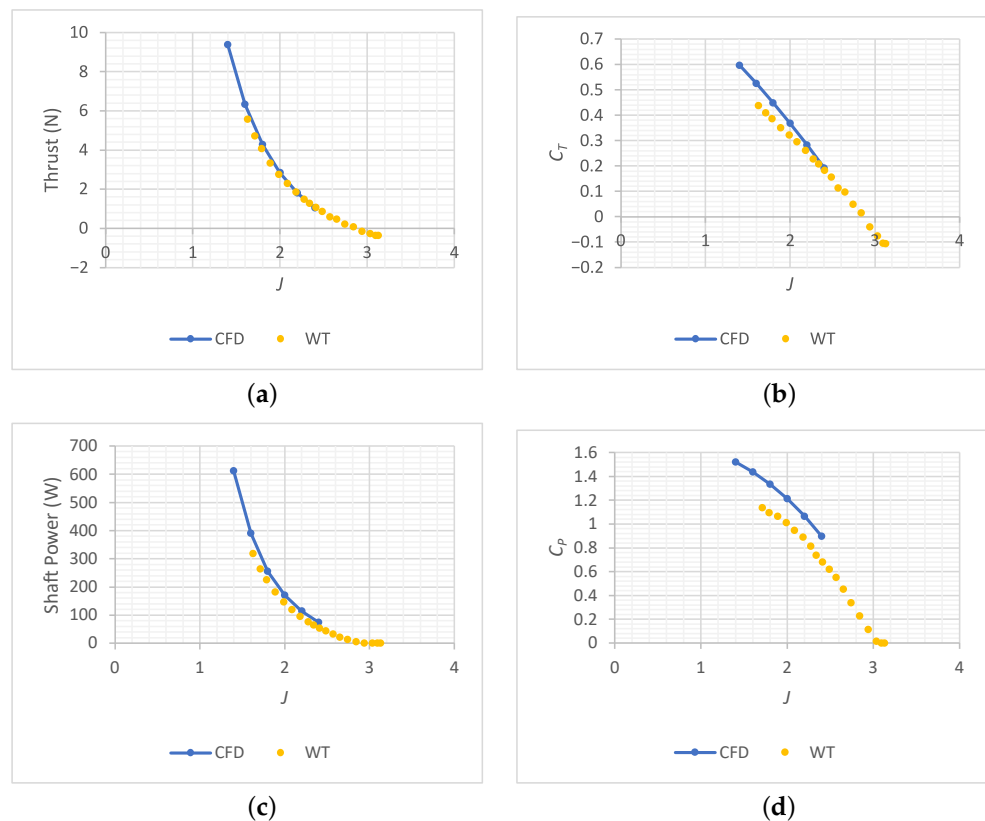 10
8
6
4
2
0
−2
Thrust (N)
0 1 2 3 4
J
CFD WT
(a)
0.7
0.6
0.5
0.4
0.3
0.2
0.1
0
−0.1
−0.2
C_T
0 1 2 3 4
J
CFD WT
(b)
700
600
500
400
300
200
100
0
Shaft Power (W)
0 1 2 3 4
J
CFD WT
(c)
1.6
1.4
1.2
1
0.8
0.6
0.4
0.2
0
C_P
0 1 2 3 4
J
CFD WT
(d)